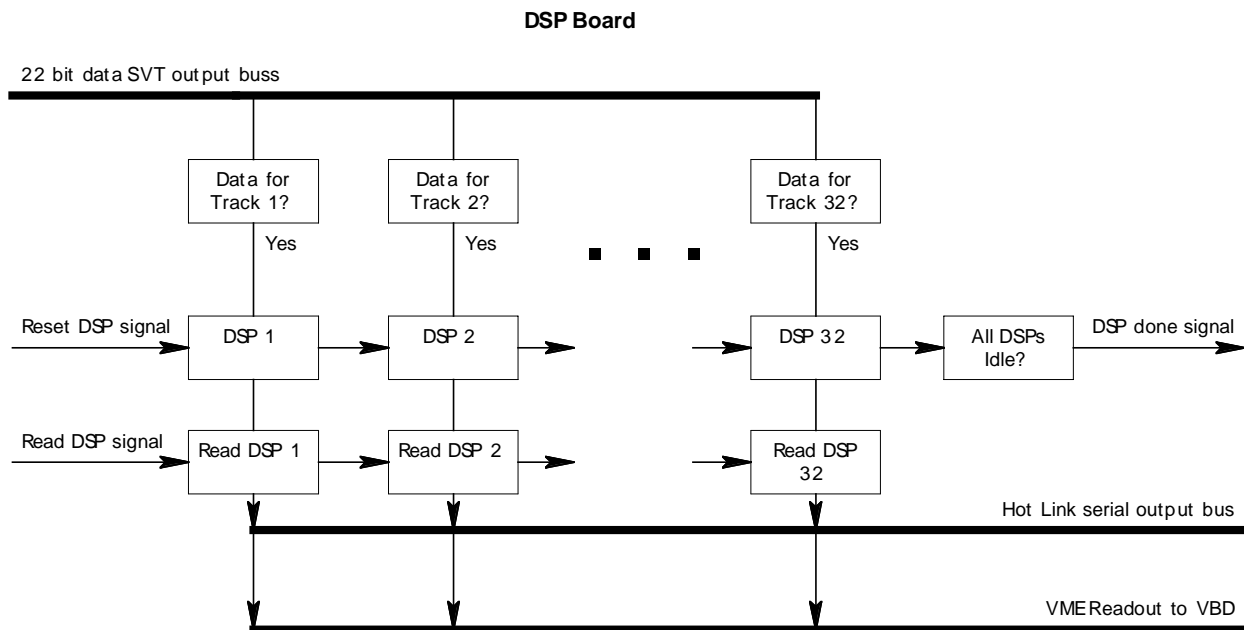 DSP Board
22 bit data SVT output buss
Data for
Track 1?
Data for
Track 2?
Data for
Track 32?
Yes
Yes
Yes
Reset DSP signal
DSP 1
DSP 2
DSP 32
All DSPs
Idle?
DSP done signal
Read DSP signal
Read DSP 1
Read DSP 2
Read DSP
32
Hot Link serial output bus
VME Readout to VBD